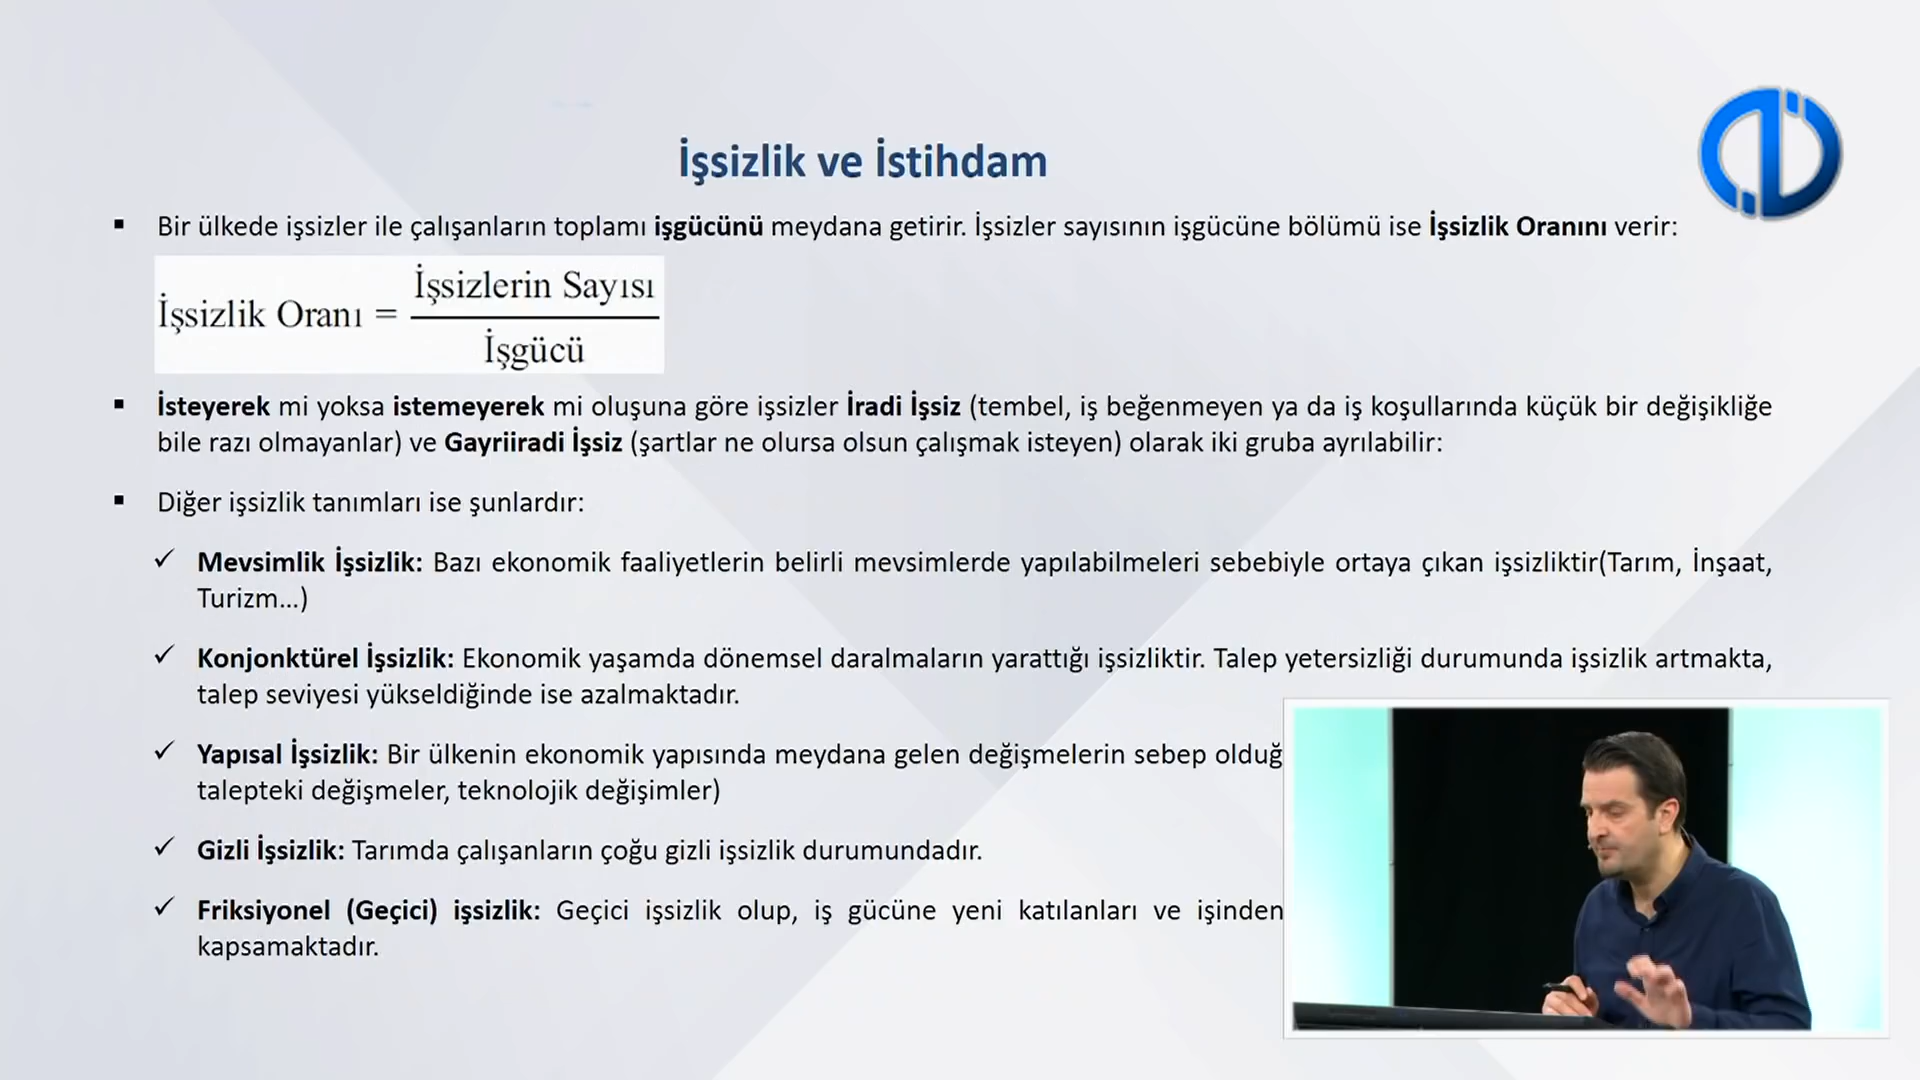 İşsizlik ve İstihdam
▪ Bir ülkede işsizler ile çalışanların toplamı işgücünü meydana getirir. İşsizler sayısının işgücüne bölümü ise İşsizlik Oranını verir:
İşsizlik Oranı = İşsizlerin Sayısı
İşgücü
▪ İsteyerek mi yoksa istemeyerek mi oluşuna göre işsizler İradi İşsiz (tembel, iş beğenmeyen ya da iş koşullarında küçük bir değişikliğe
bile razı olmayanlar) ve Gayriiradi İşsiz (şartlar ne olursa olsun çalışmak isteyen) olarak iki gruba ayrılabilir:
▪ Diğer işsizlik tanımları ise şunlardır:
✓ Mevsimlik İşsizlik: Bazı ekonomik faaliyetlerin belirli mevsimlerde yapılabilmeleri sebebiyle ortaya çıkan işsizliktir(Tarım, İnşaat,
Turizm...)
✓ Konjonktürel İşsizlik: Ekonomik yaşamda dönemsel daralmaların yarattığı işsizliktir. Talep yetersizliği durumunda işsizlik artmakta,
talep seviyesi yükseldiğinde ise azalmaktadır.
✓ Yapısal İşsizlik: Bir ülkenin ekonomik yapısında meydana gelen değişmelerin sebep olduğ
talepteki değişmeler, teknolojik değişimler)
✓ Gizli İşsizlik: Tarımda çalışanların çoğu gizli işsizlik durumundadır.
✓ Friksiyonel (Geçici) işsizlik: Geçici işsizlik olup, iş gücüne yeni katılanları ve işinden
kapsamaktadır.